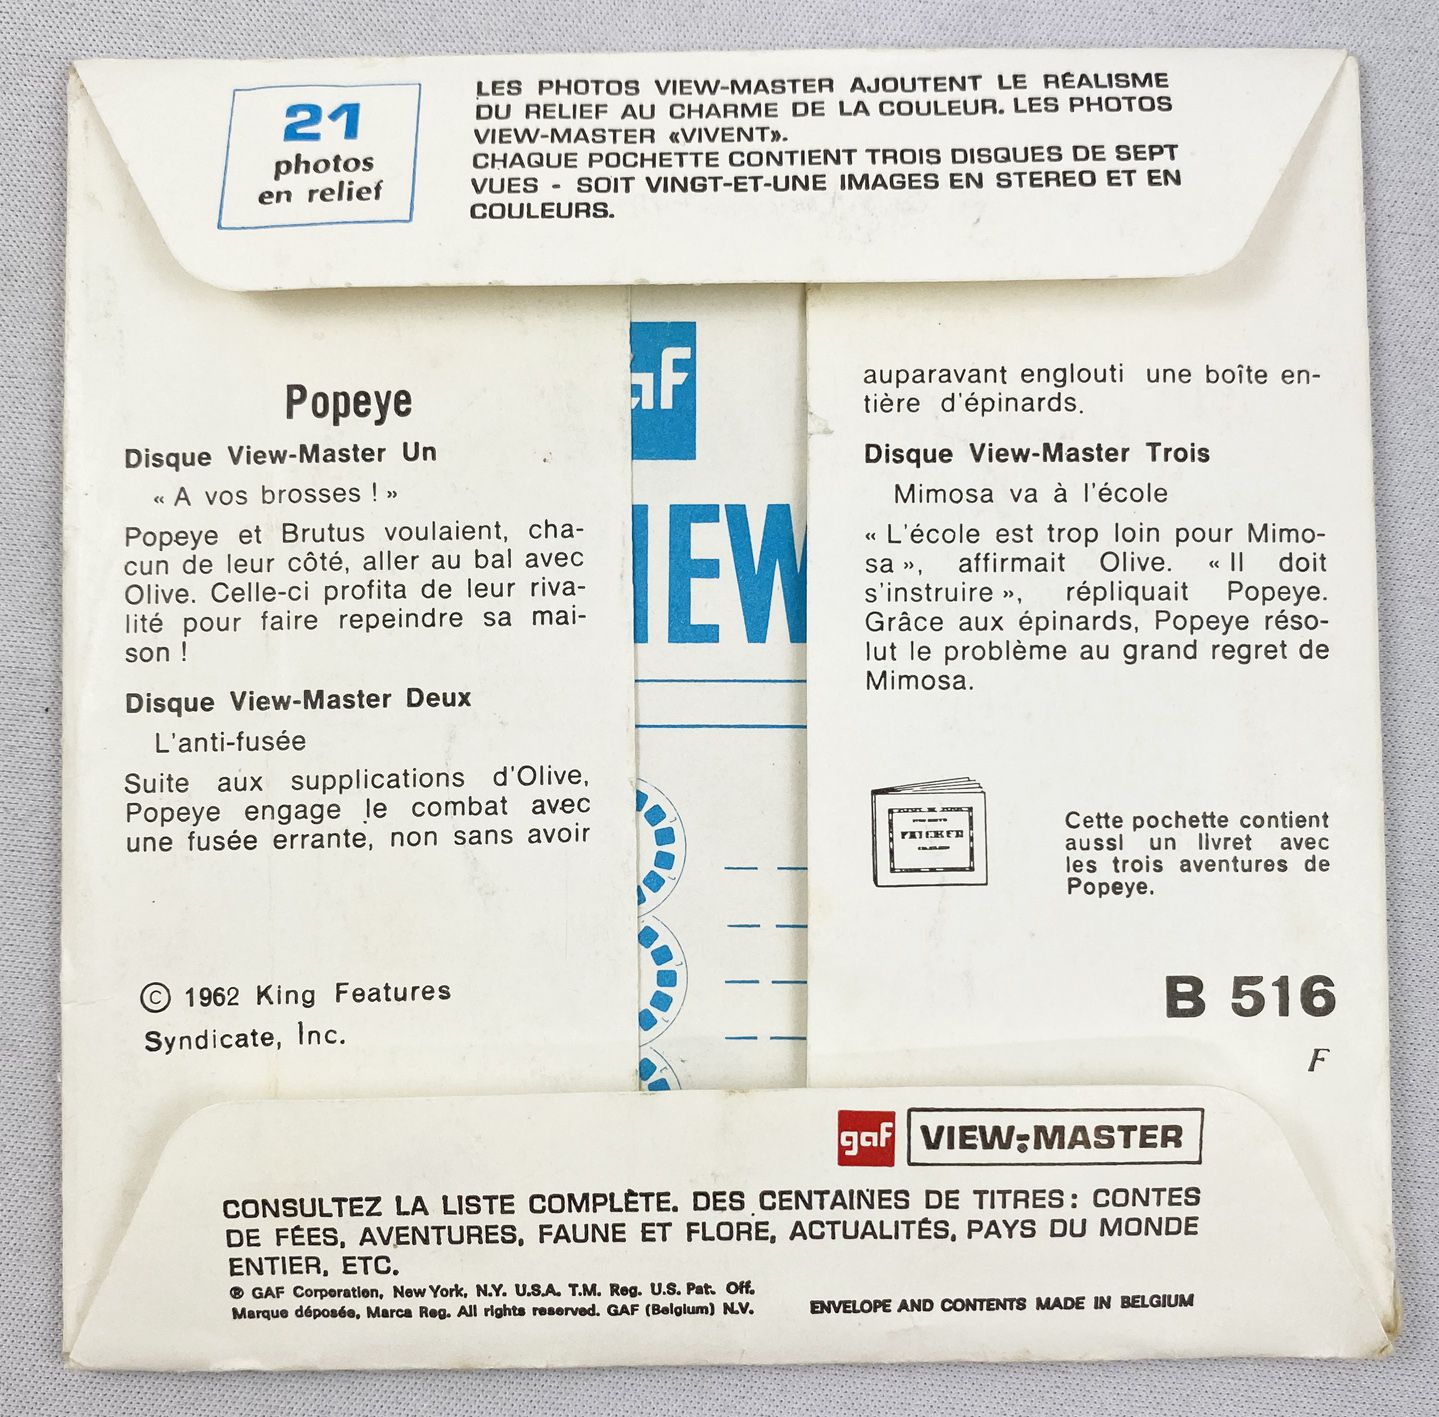 21
photos
en relief
LES PHOTOS VIEW-MASTER AJOUTENT LE RÉALISME
DU RELIEF AU CHARME DE LA COULEUR. LES PHOTOS
VIEW-MASTER «VIVENT».
CHAQUE POCHETTE CONTIENT TROIS DISQUES DE SEPT
VUES - SOIT VINGT-ET-UNE IMAGES EN STEREO ET EN
COULEURS.
Popeye
Disque View-Master Un
« A vos brosses ! »
Popeye et Brutus voulaient, cha-
cun de leur côté, aller au bal avec
Olive. Celle-ci profita de leur riva-
lité pour faire repeindre sa mai-
son !
Disque View-Master Deux
L'anti-fusée
Suite aux supplications d'Olive,
Popeye engage le combat avec
une fusée errante, non sans avoir
© 1962 King Features
Syndicate, Inc.
gaf
IEW
auparavant englouti une boîte en-
tière d'épinards.
Disque View-Master Trois
Mimosa va à l'école
« L'école est trop loin pour Mimo-
sa », affirmait Olive. « Il doit
s'instruire », répliquait Popeye.
Grâce aux épinards, Popeye réso-
lut le problème au grand regret de
Mimosa.
Cette pochette contient
aussi un livret avec
les trois aventures de
Popeye.
B 516
F
gaf VIEW-MASTER
CONSULTEZ LA LISTE COMPLÈTE. DES CENTAINES DE TITRES : CONTES
DE FÉES, AVENTURES, FAUNE ET FLORE, ACTUALITÉS, PAYS DU MONDE
ENTIER, ETC.
® GAF Corporation, New York, N.Y. U.S.A. T.M. Reg. U.S. Pat. Off.
Marque déposée, Marca Reg. All rights reserved. GAF (Belgium) N.V.
ENVELOPE AND CONTENTS MADE IN BELGIUM